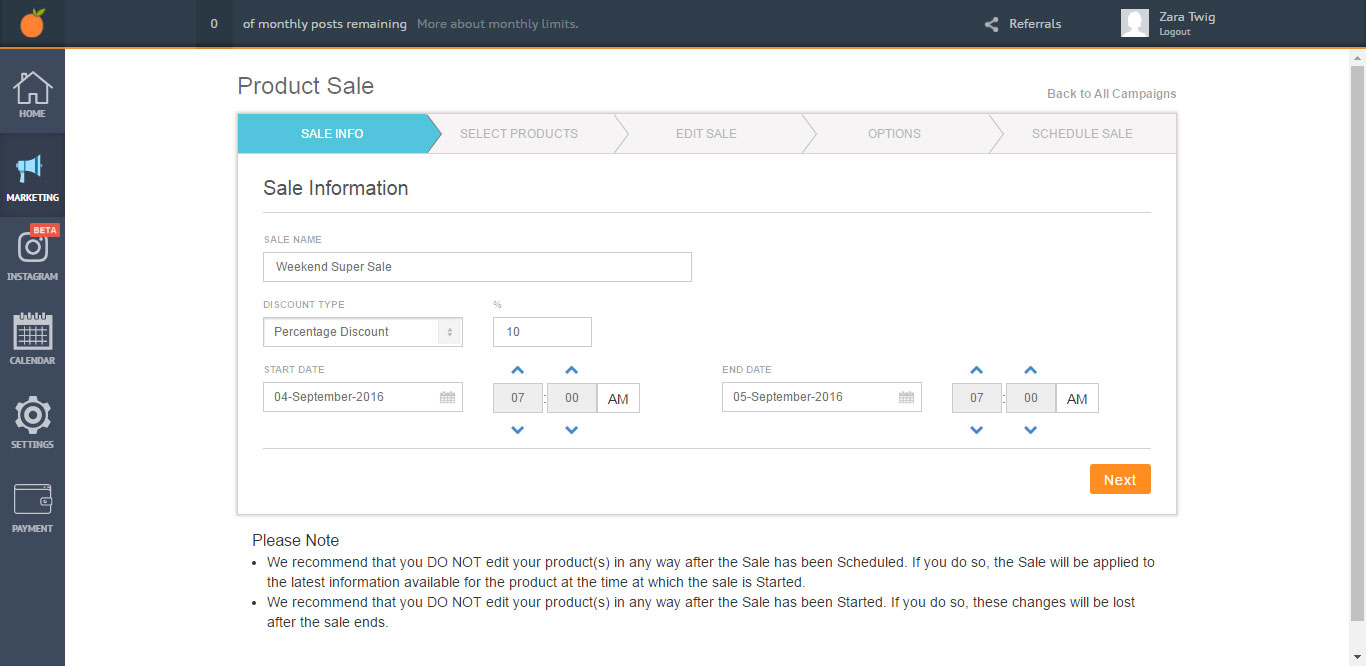 0 of monthly posts remaining More about monthly limits. Referrals Zara Twig
Logout
HOME
MARKETING
BETA
INSTAGRAM
CALENDAR
SETTINGS
PAYMENT
Product Sale
Back to All Campaigns
SALE INFO SELECT PRODUCTS EDIT SALE OPTIONS SCHEDULE SALE
Sale Information
SALE NAME
Weekend Super Sale
DISCOUNT TYPE %
Percentage Discount 10
START DATE END DATE
04-September-2016 07 : 00 AM 05-September-2016 07 : 00 AM
Next
Please Note
• We recommend that you DO NOT edit your product(s) in any way after the Sale has been Scheduled. If you do so, the Sale will be applied to
the latest information available for the product at the time at which the sale is Started.
• We recommend that you DO NOT edit your product(s) in any way after the Sale has been Started. If you do so, these changes will be lost
after the sale ends.